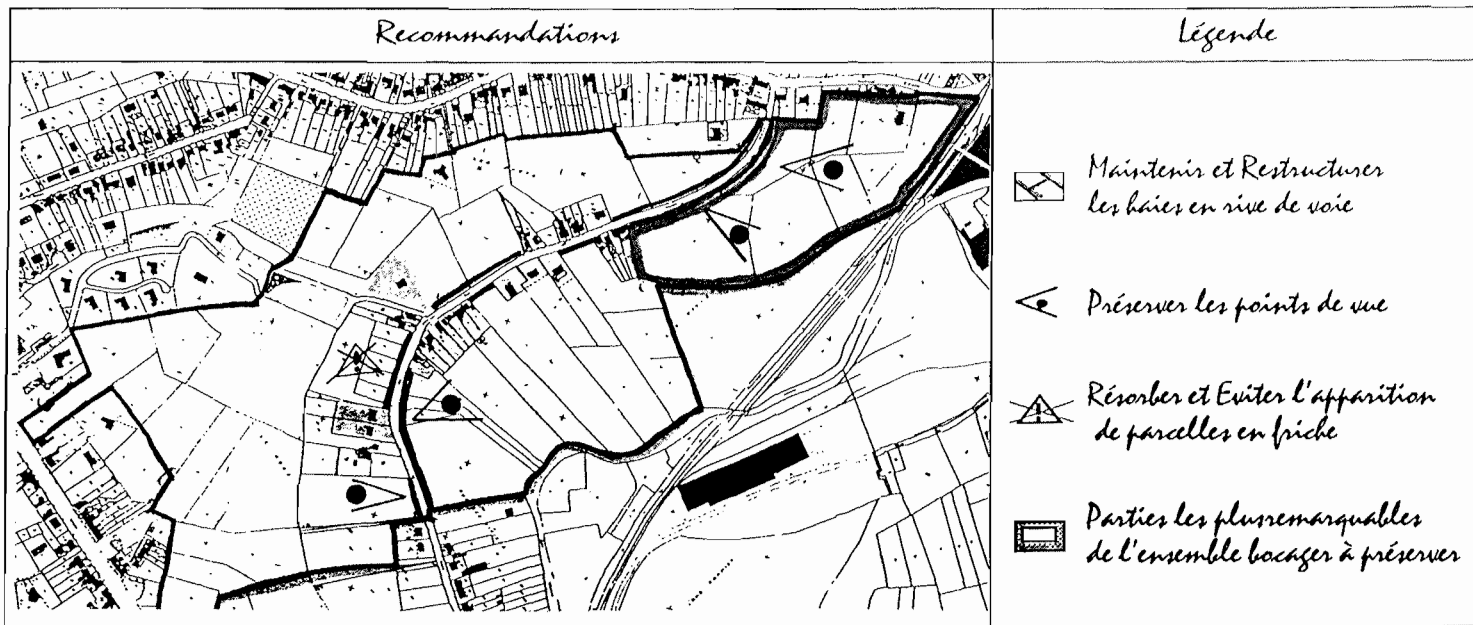 Recommandations
Légende
Maintenir et Restructurer
les haies en rive de voie
Préserver les points de vue
Résorber et Eviter l'apparition
de parcelles en friche
Parties les plusremarquables
de l'ensemble bocager à préserver